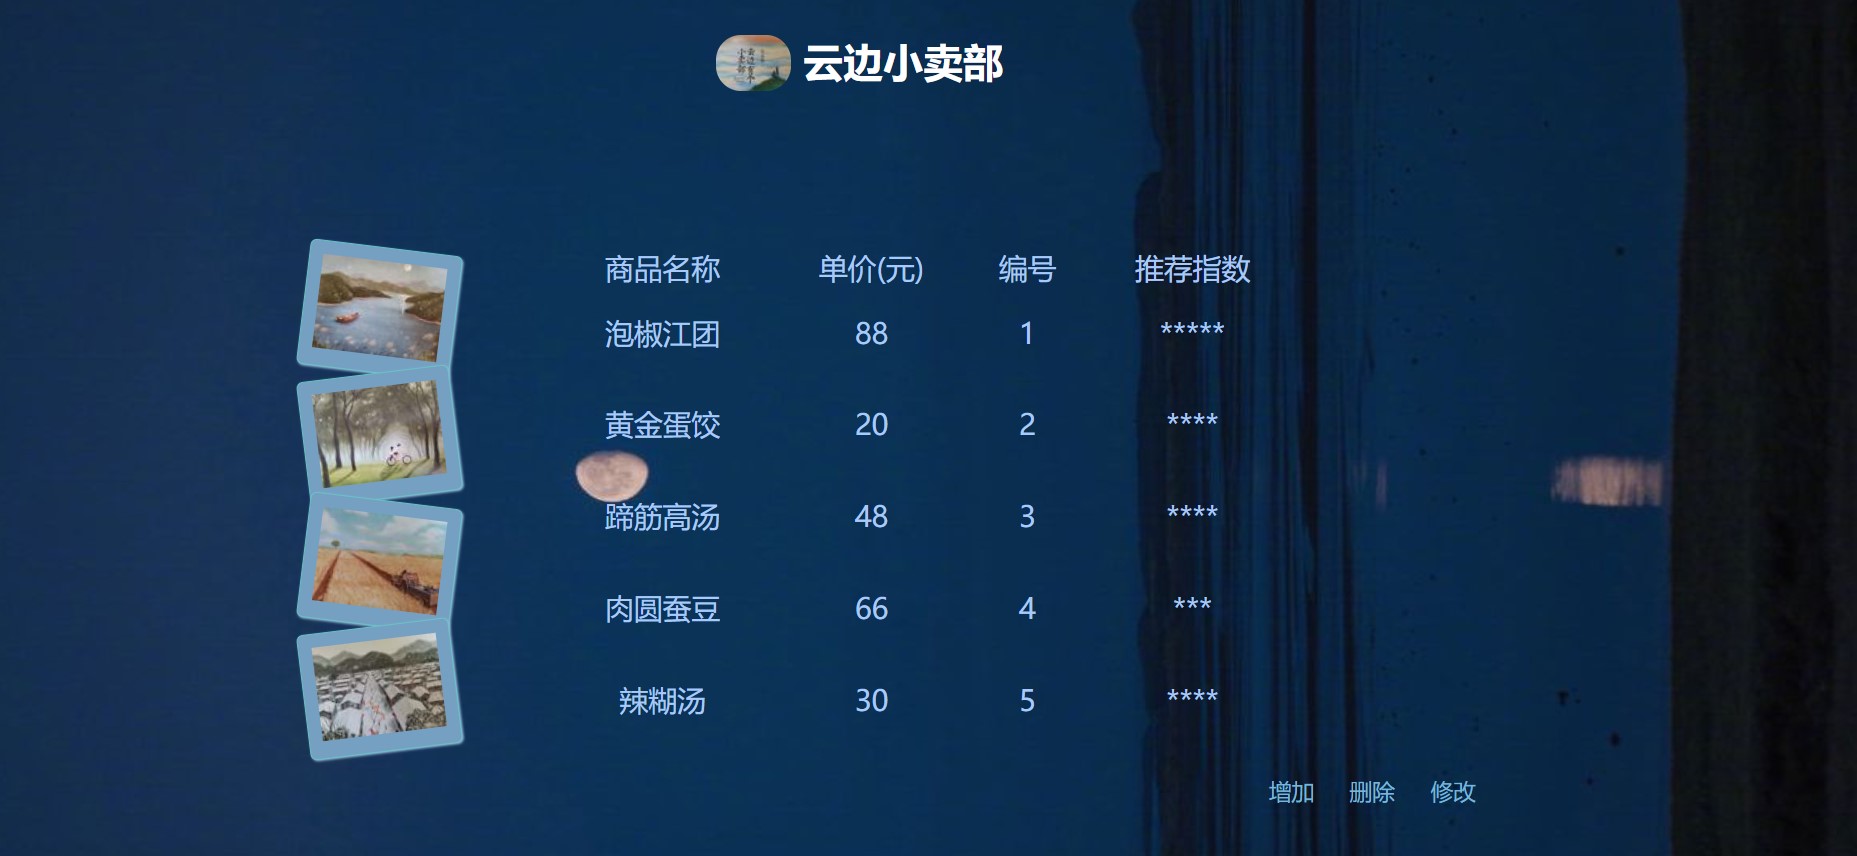 云边小卖部
商品名称 单价(元) 编号 推荐指数
泡椒江团 88 1 *****
黄金蛋饺 20 2 ****
蹄筋高汤 48 3 ****
肉圆蚕豆 66 4 ***
辣糊汤 30 5 ****
增加 删除 修改